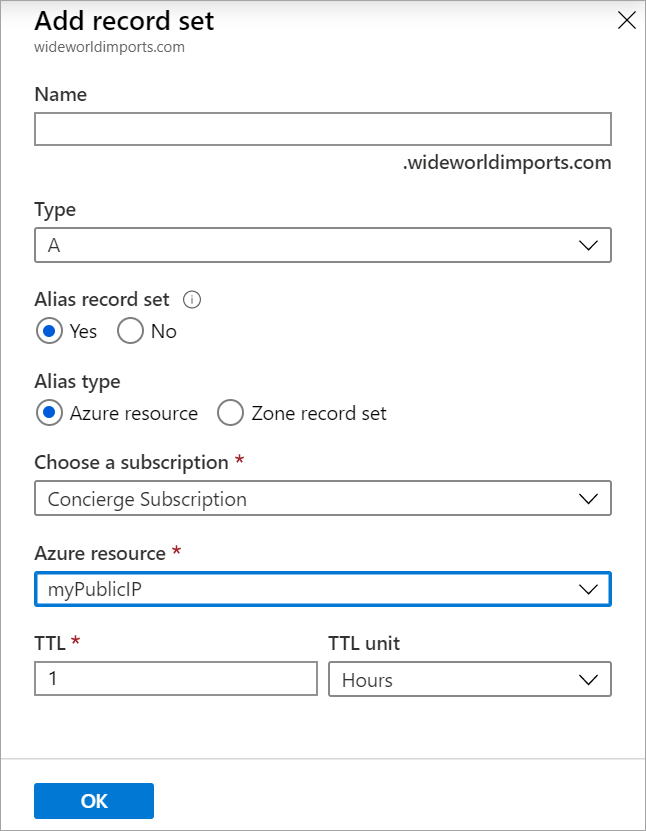 Add record set
wideworldimports.com
Name
.wideworldimports.com
Type
A
Alias record set
Yes No
Alias type
Azure resource Zone record set
Choose a subscription *
Concierge Subscription
Azure resource *
myPublicIP
TTL * TTL unit
1 Hours
OK